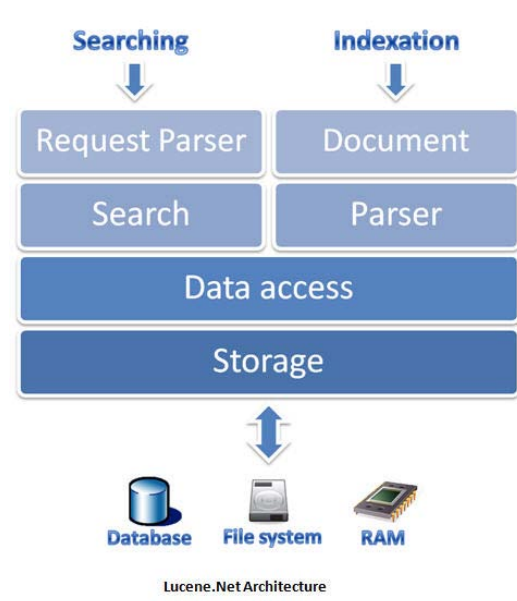 Searching Indexation
Request Parser Document
Search Parser
Data access
Storage
Database File system RAM
Lucene.Net Architecture